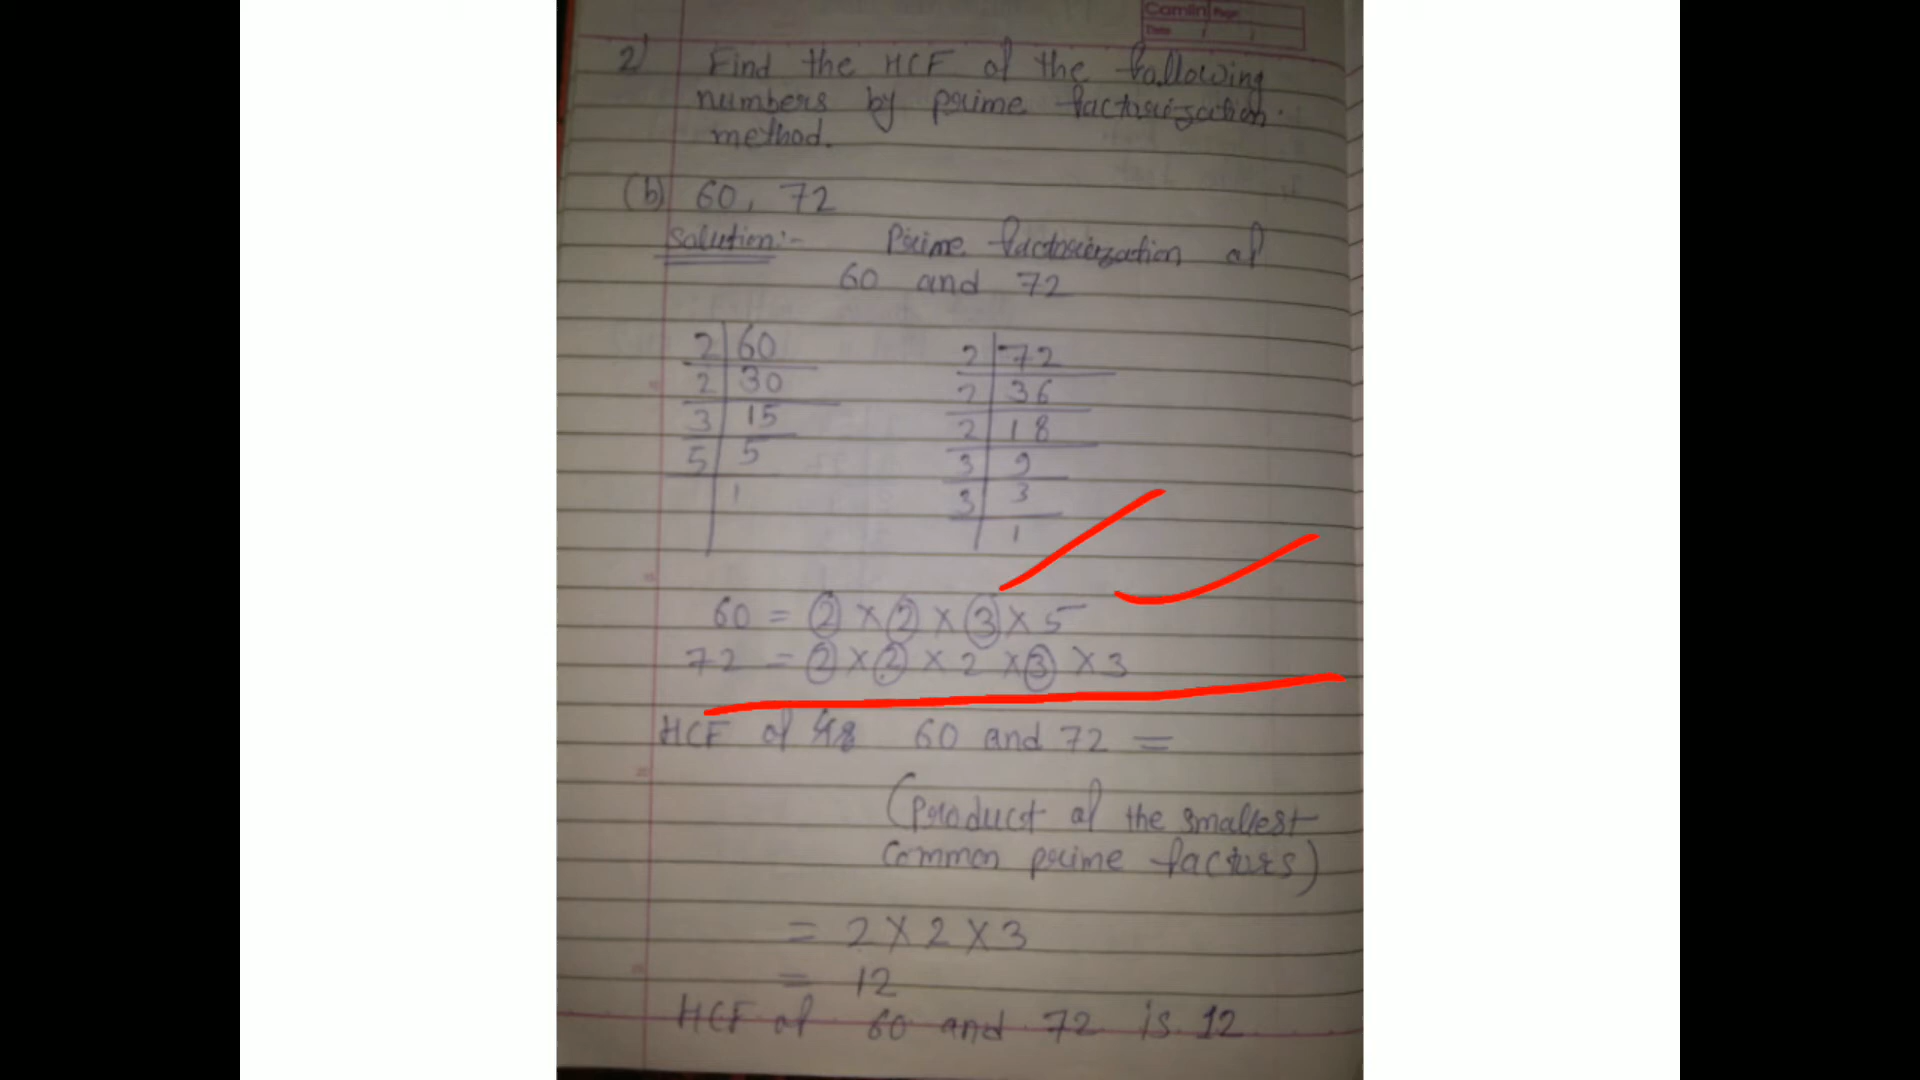 Camlin Page
Date / /
2) Find the HCF of the following
numbers by prime factorization
method.
(b) 60, 72
Solution:- Prime factorization of
60 and 72
2 60
2 30
3 15
5 5
1
2 72
2 36
2 18
3 9
3 3
1
60 = 2 × 2 × 3 × 5
72 = 2 × 2 × 2 × 3 × 3
HCF of 60 and 72 =
(Product of the smallest
common prime factors)
= 2 × 2 × 3
= 12
HCF of 60 and 72 is 12